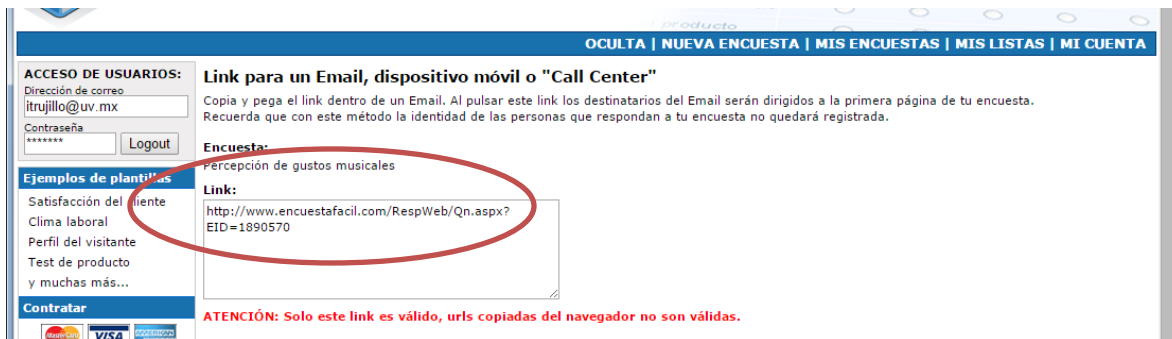 producto
OCULTA | NUEVA ENCUESTA | MIS ENCUESTAS | MIS LISTAS | MI CUENTA
ACCESO DE USUARIOS:
Dirección de correo
itrujillo@uv.mx
Contraseña
******* Logout
Ejemplos de plantillas
Satisfacción del cliente
Clima laboral
Perfil del visitante
Test de producto
y muchas más...
Contratar
MasterCard VISA AMERICAN
Link para un Email, dispositivo móvil o "Call Center"
Copia y pega el link dentro de un Email. Al pulsar este link los destinatarios del Email serán dirigidos a la primera página de tu encuesta.
Recuerda que con este método la identidad de las personas que respondan a tu encuesta no quedará registrada.
Encuesta:
Percepción de gustos musicales
Link:
http://www.encuestafacil.com/RespWeb/Qn.aspx?
EID=1890570
ATENCIÓN: Solo este link es válido, urls copiadas del navegador no son válidas.